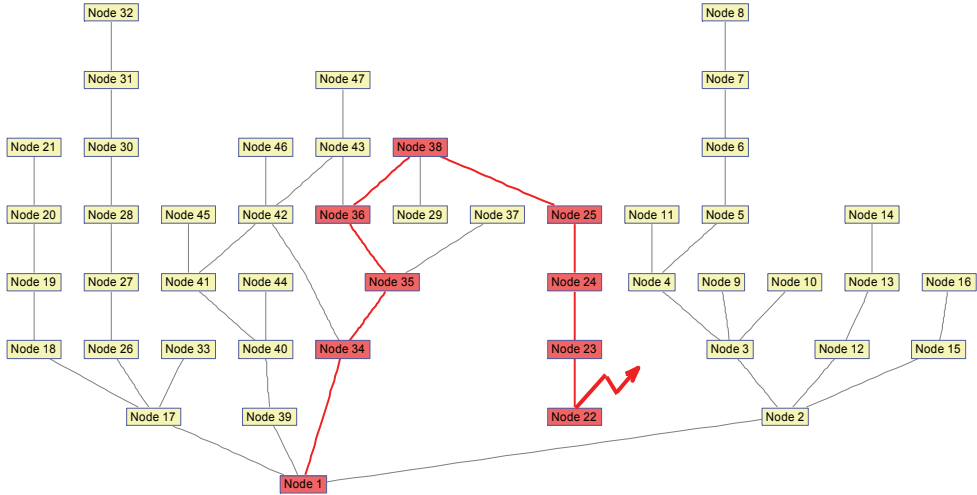 Node 32
Node 8
Node 31
Node 47
Node 7
Node 21
Node 30
Node 46
Node 43
Node 38
Node 6
Node 20
Node 28
Node 45
Node 42
Node 36
Node 29
Node 37
Node 25
Node 11
Node 5
Node 14
Node 19
Node 27
Node 41
Node 44
Node 35
Node 24
Node 4
Node 9
Node 10
Node 13
Node 16
Node 18
Node 26
Node 33
Node 40
Node 34
Node 23
Node 3
Node 12
Node 15
Node 17
Node 39
Node 22
Node 2
Node 1